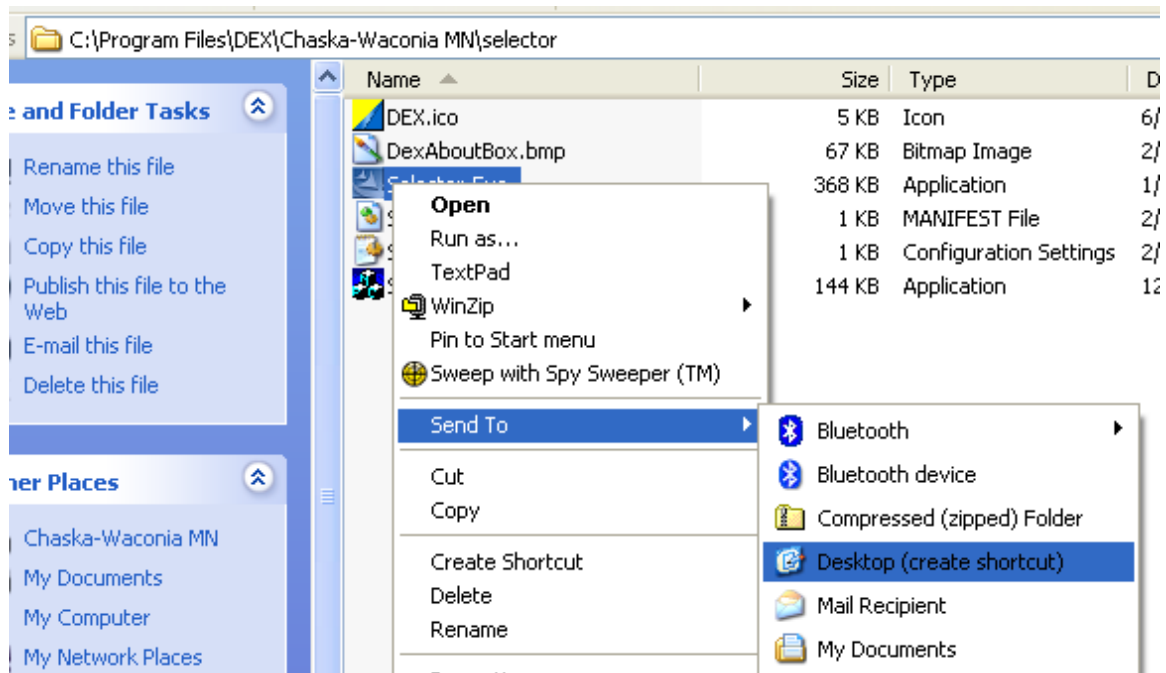 C:\Program Files\DEX\Chaska-Waconia MN\selector
Name Size Type
and Folder Tasks
Rename this file
Move this file
Copy this file
Publish this file to the
Web
E-mail this file
Delete this file
Places
Chaska-Waconia MN
My Documents
My Computer
My Network Places
DEX.ico 5 KB Icon
DexAboutBox.bmp 67 KB Bitmap Image
368 KB Application
1 KB MANIFEST File
1 KB Configuration Settings
144 KB Application
Open
Run as...
TextPad
WinZip
Pin to Start menu
Sweep with Spy Sweeper (TM)
Send To
Cut
Copy
Create Shortcut
Delete
Rename
Bluetooth
Bluetooth device
Compressed (zipped) Folder
Desktop (create shortcut)
Mail Recipient
My Documents